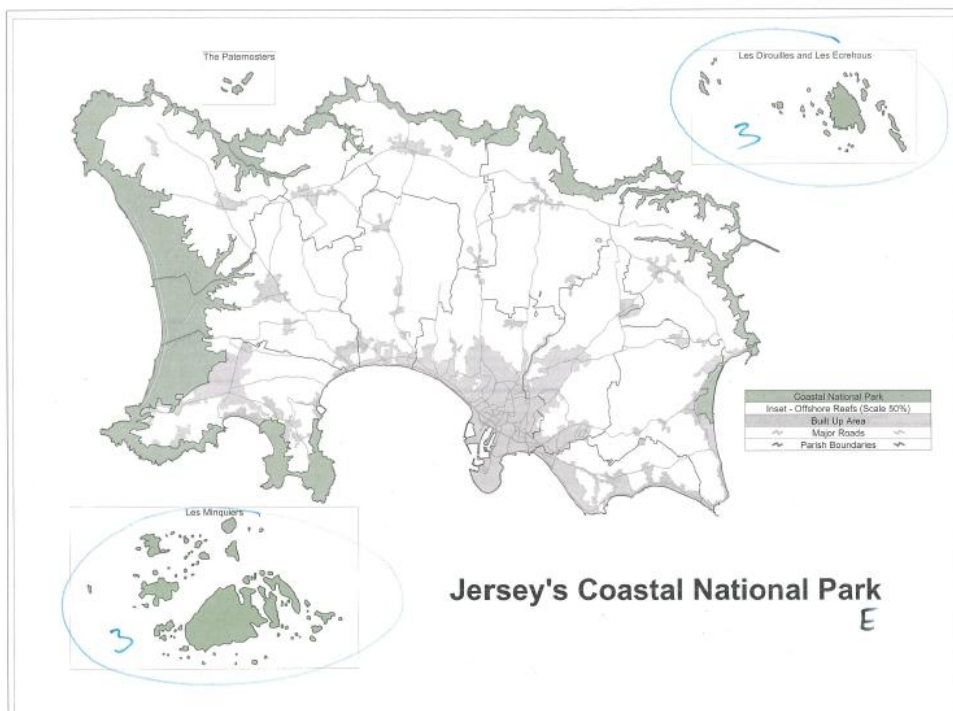 The Paternosters
Les Dirouilles and Les Ecrehous
3
Coastal National Park
Inset - Offshore Reefs (Scale 50%)
Built Up Area
Major Roads
Parish Boundaries
Les Minquiers
3
Jersey's Coastal National Park
E